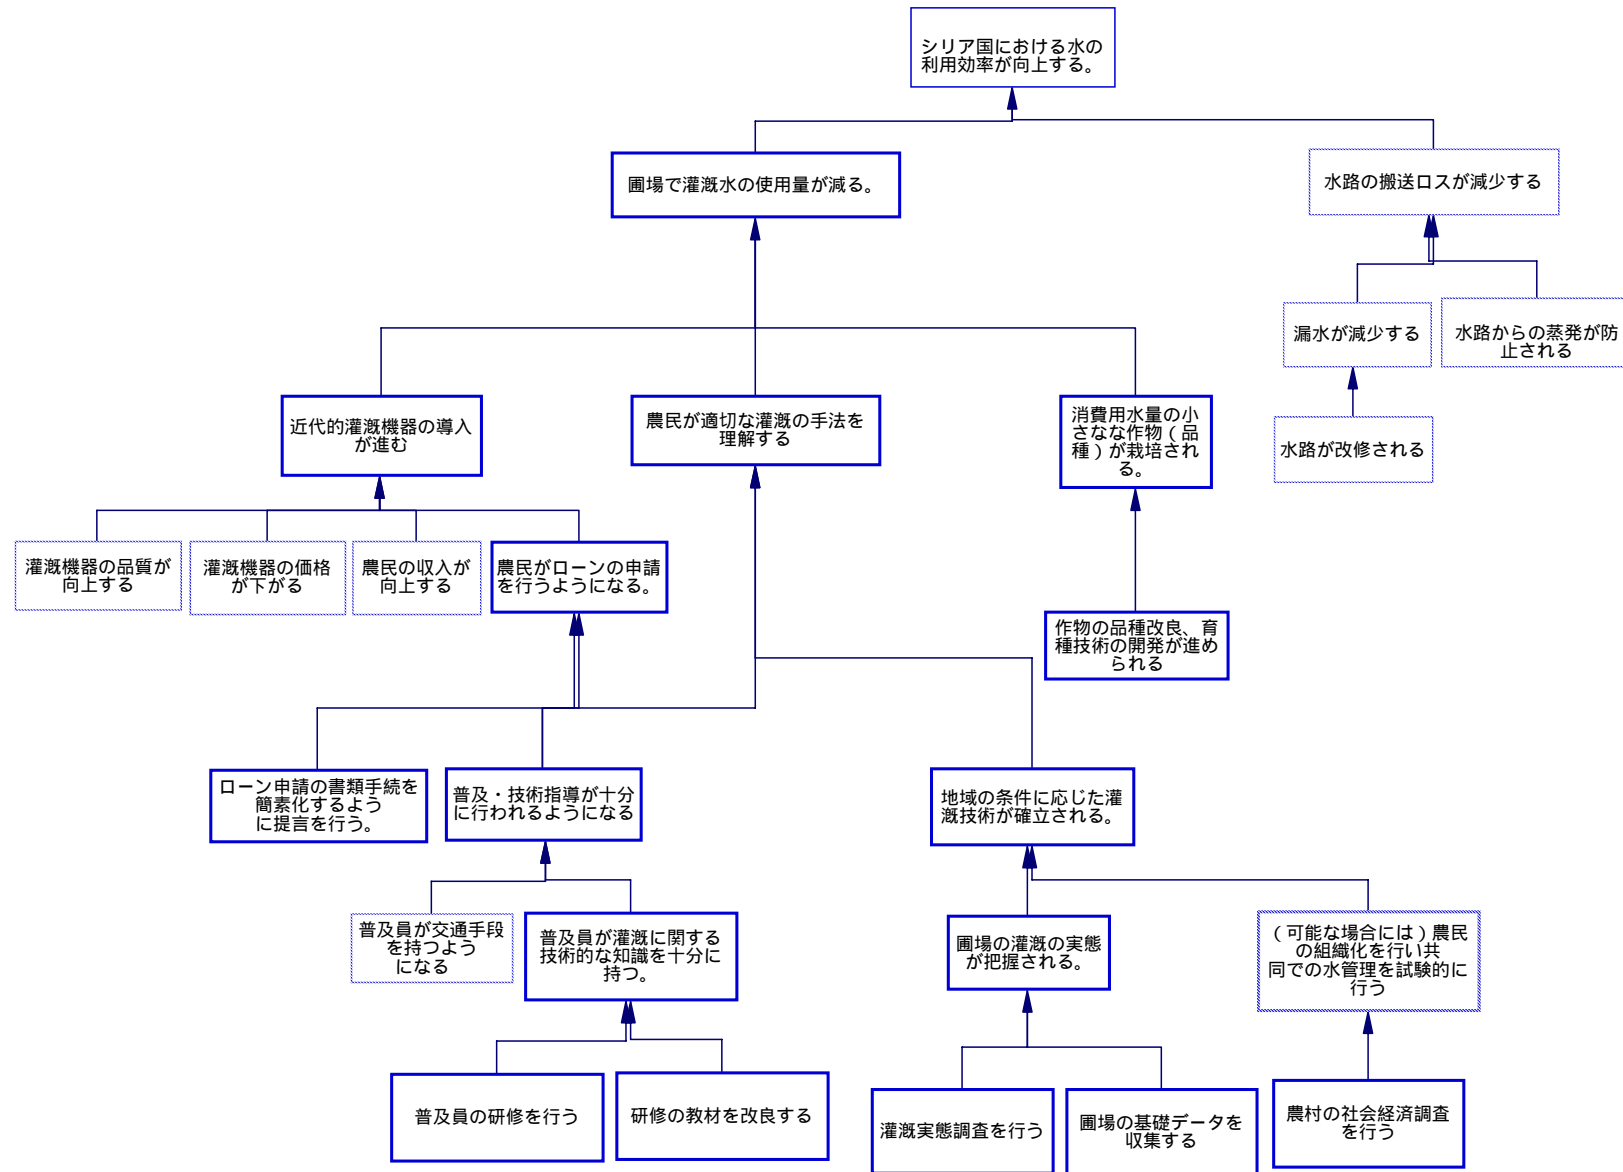 シリア国における水の
利用効率が向上する。
圃場で灌漑水の使用量が減る。
水路の搬送ロスが減少する
漏水が減少する
水路からの蒸発が防
止される
近代的灌漑機器の導入
が進む
農民が適切な灌漑の手法を
理解する
消費用水量の小
さなな作物（品
種）が栽培され
る。
水路が改修される
灌漑機器の品質が
向上する
灌漑機器の価格
が下がる
農民の収入が
向上する
農民がローンの申請
を行うようになる。
作物の品種改良、育
種技術の開発が進め
られる
ローン申請の書類手続を
簡素化するよう
に提言を行う。
普及・技術指導が十分
に行われるようになる
地域の条件に応じた灌
漑技術が確立される。
普及員が交通手段
を持つよう
になる
普及員が灌漑に関する
技術的な知識を十分に
持つ。
圃場の灌漑の実態
が把握される。
（可能な場合には）農民
の組織化を行い共
同での水管理を試験的に
行う
普及員の研修を行う
研修の教材を改良する
灌漑実態調査を行う
圃場の基礎データを
収集する
農村の社会経済調査
を行う